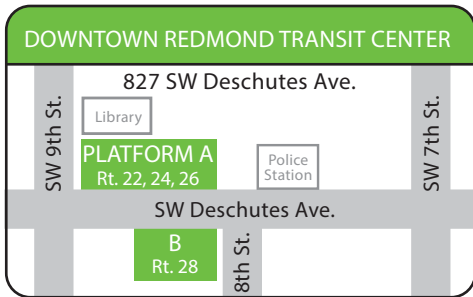 DOWNTOWN REDMOND TRANSIT CENTER
827 SW Deschutes Ave.
SW 9th St.
Library
PLATFORM A
Rt. 22, 24, 26
Police
Station
SW 7th St.
SW Deschutes Ave.
B
Rt. 28
8th St.